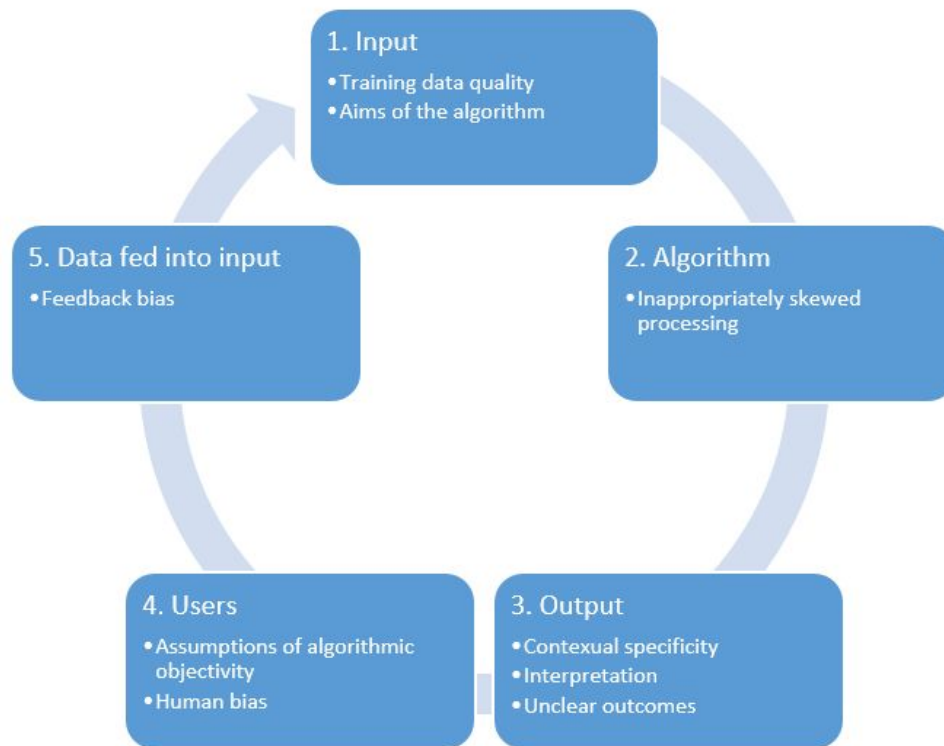 1. Input
•Training data quality
•Aims of the algorithm
2. Algorithm
•Inappropriately skewed
processing
3. Output
•Contexual specificity
•Interpretation
•Unclear outcomes
4. Users
•Assumptions of algorithmic
objectivity
•Human bias
5. Data fed into input
•Feedback bias